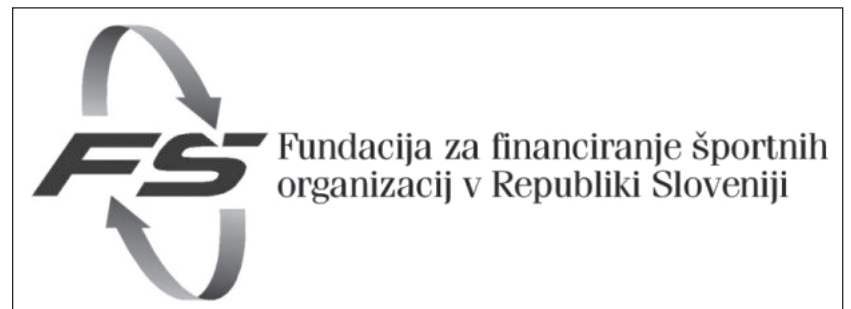 FS
Fundacija za financiranje športnih
organizacij v Republiki Sloveniji